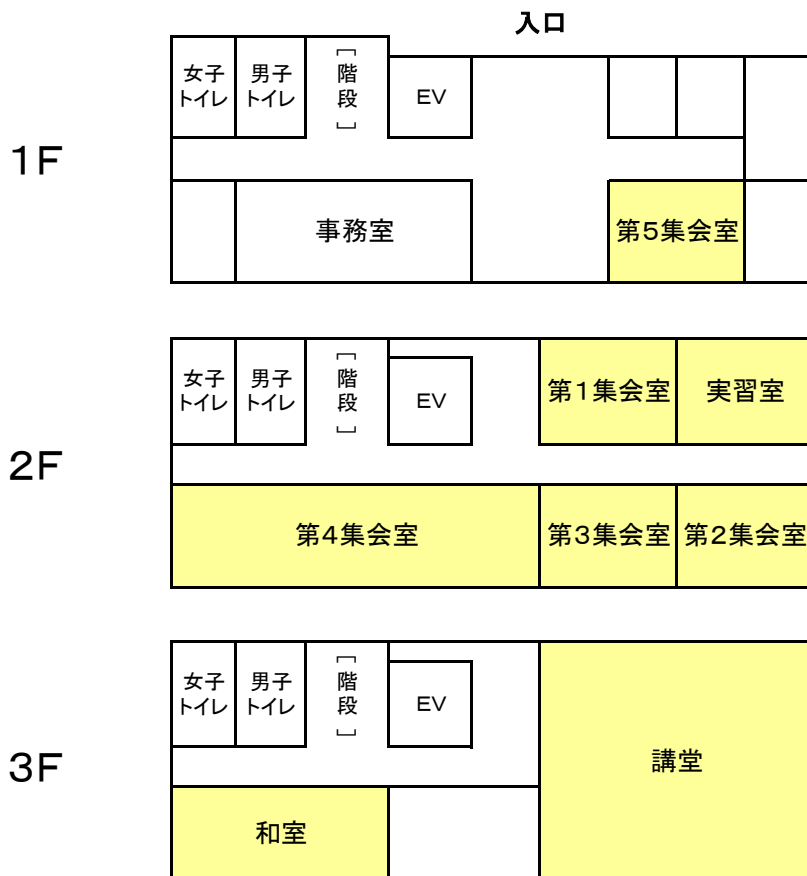 入口
1F
女子
トイレ
男子
トイレ
[階段]
EV
事務室
第5集会室
2F
女子
トイレ
男子
トイレ
[階段]
EV
第1集会室
実習室
第4集会室
第3集会室
第2集会室
3F
女子
トイレ
男子
トイレ
[階段]
EV
講堂
和室